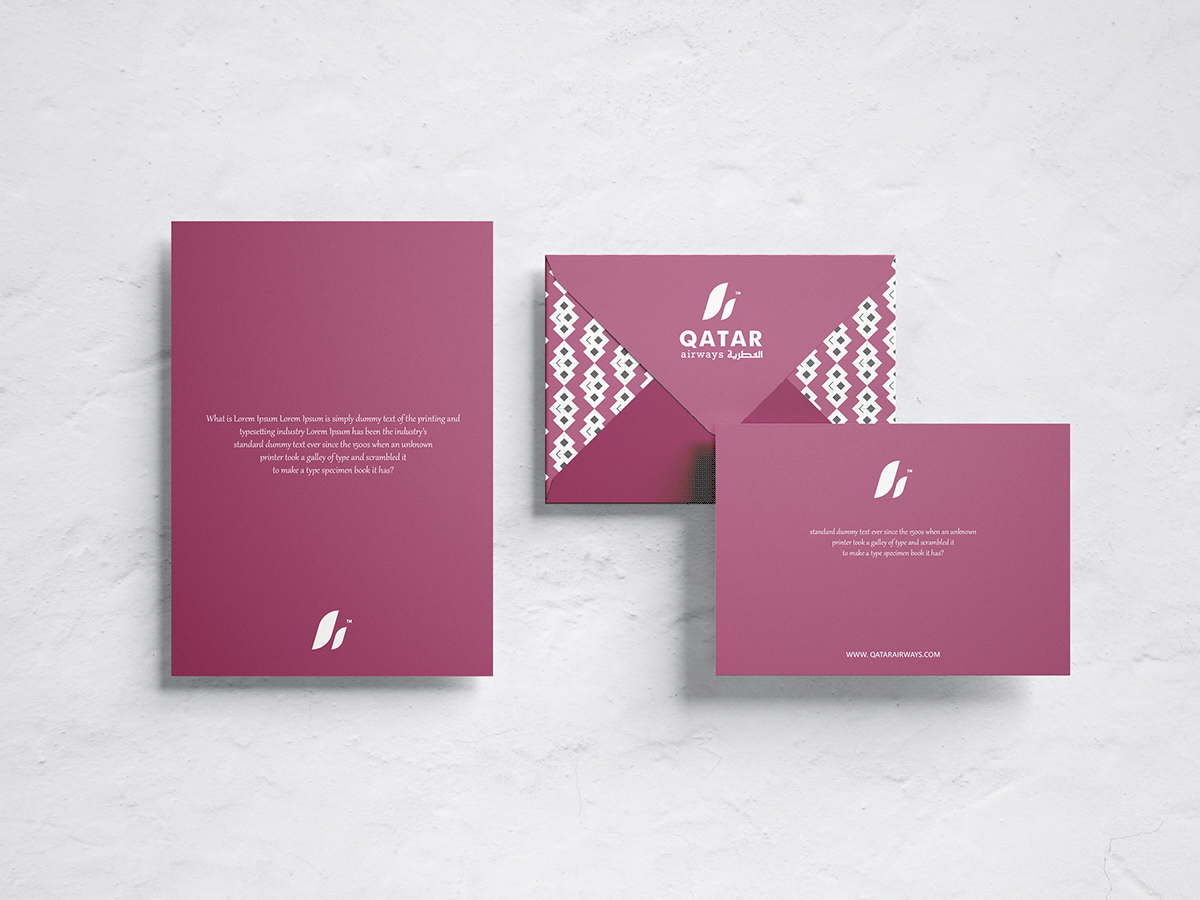 What is Lorem Ipsum Lorem Ipsum is simply dummy text of the printing and
typesetting industry Lorem Ipsum has been the industry's
standard dummy text ever since the 1500s when an unknown
printer took a galley of type and scrambled it
to make a type specimen book it has?
TM
TM
QATAR
airways القطرية
TM
standard dummy text ever since the 1500s when an unknown
printer took a galley of type and scrambled it
to make a type specimen book it has?
WWW. QATARAIRWAYS.COM